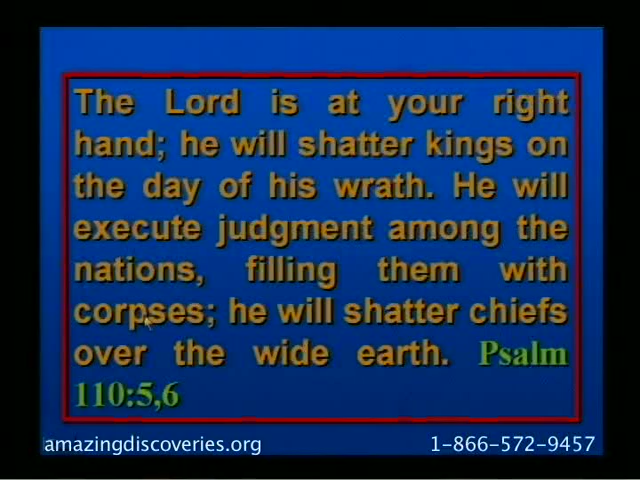 The Lord is at your right
hand; he will shatter kings on
the day of his wrath. He will
execute judgment among the
nations, filling them with
corpses; he will shatter chiefs
over the wide earth. Psalm
110:5,6
amazingdiscoveries.org 1-866-572-9457